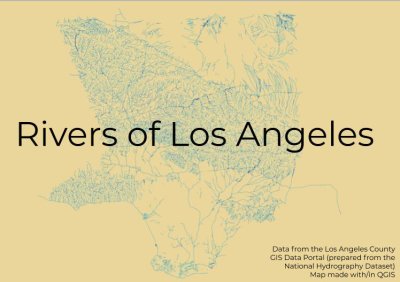 Rivers of Los Angeles
Data from the Los Angeles County
GIS Data Portal (prepared from the
National Hydrography Dataset)
Map made with/in QGIS